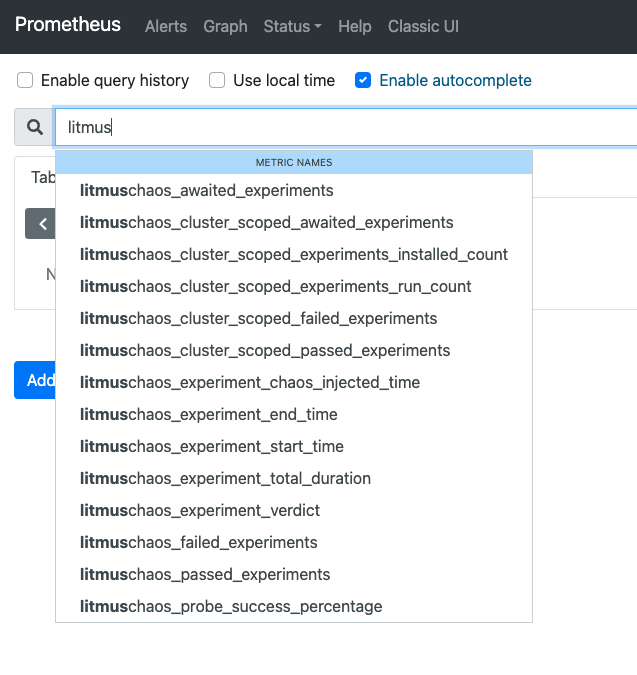 Prometheus Alerts Graph Status Help Classic UI
Enable query history Use local time Enable autocomplete
litmus
METRIC NAMES
litmuschaos_awaited_experiments
litmuschaos_cluster_scoped_awaited_experiments
litmuschaos_cluster_scoped_experiments_installed_count
litmuschaos_cluster_scoped_experiments_run_count
litmuschaos_cluster_scoped_failed_experiments
litmuschaos_cluster_scoped_passed_experiments
litmuschaos_experiment_chaos_injected_time
litmuschaos_experiment_end_time
litmuschaos_experiment_start_time
litmuschaos_experiment_total_duration
litmuschaos_experiment_verdict
litmuschaos_failed_experiments
litmuschaos_passed_experiments
litmuschaos_probe_success_percentage
Tab
N
Add